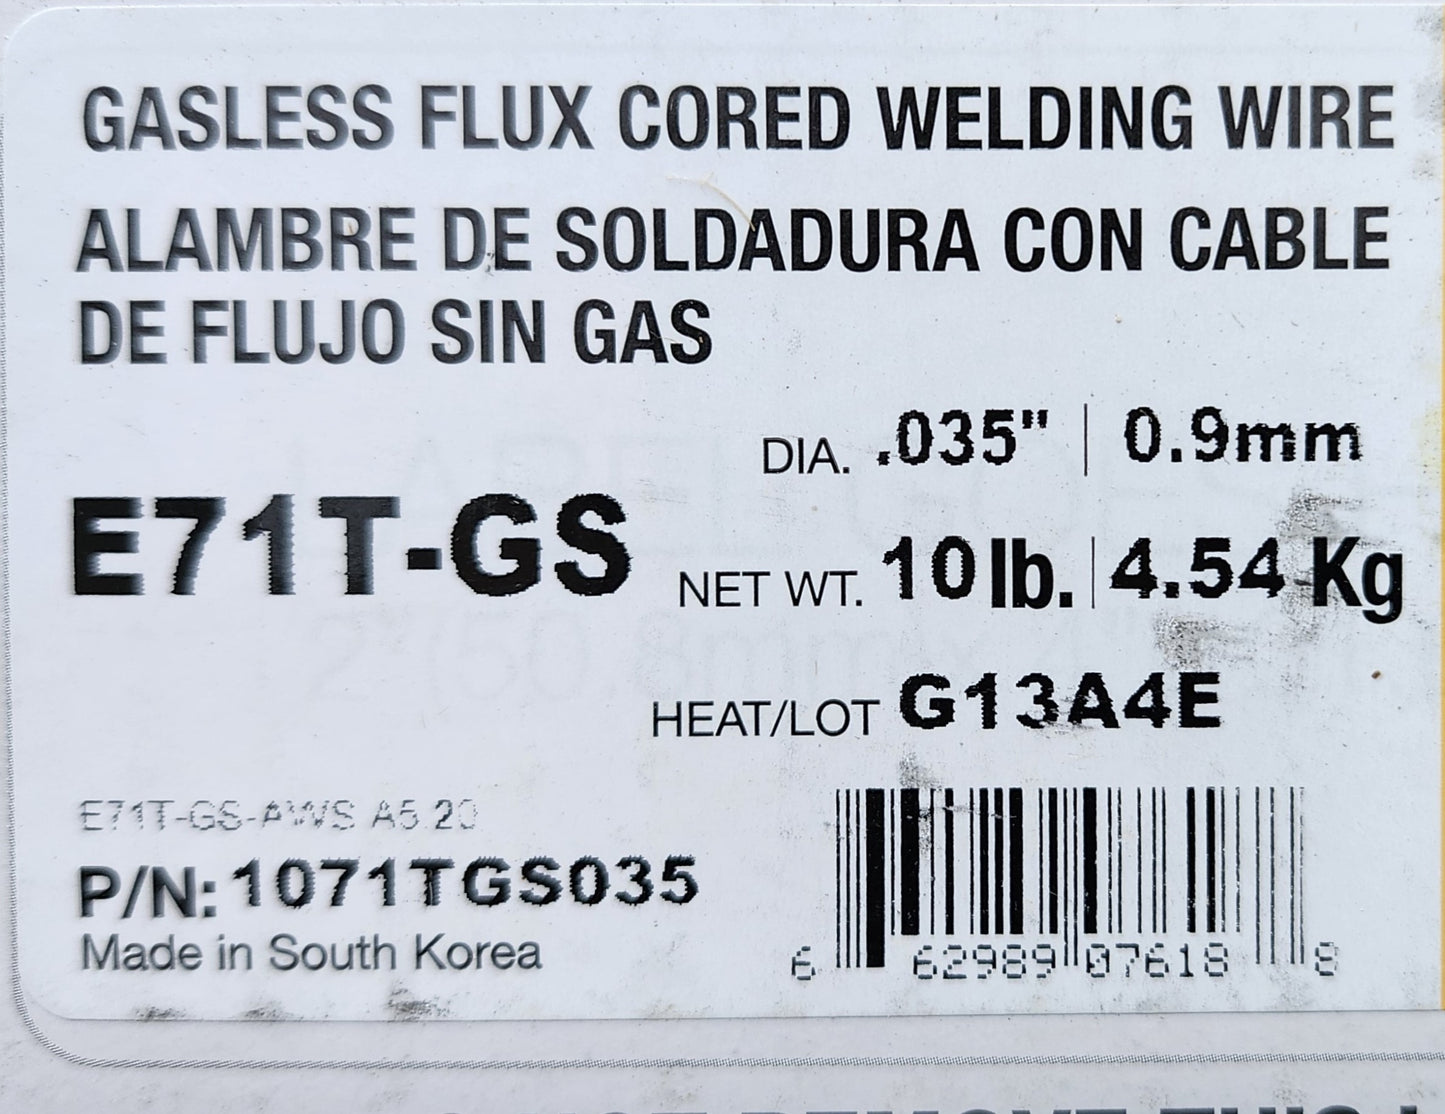 GASLESS FLUX CORED WELDING WIRE
ALAMBRE DE SOLDADURA CON CABLE
DE FLUJO SIN GAS
DIA. .035" | 0.9mm
E71T-GS
NET WT. 10 lb. | 4.54 Kg
HEAT/LOT G13A4E
E71T-GS-AWS A5.20
P/N: 1071TGS035
Made in South Korea
6 62989 07618 8